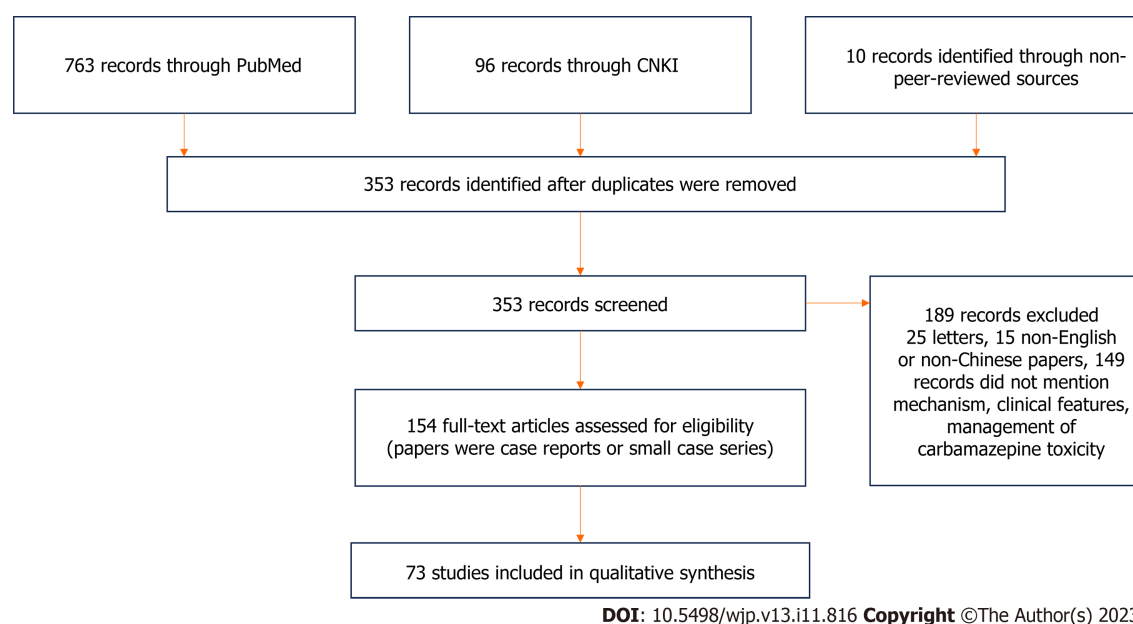 763 records through PubMed
96 records through CNKI
10 records identified through non-
peer-reviewed sources
353 records identified after duplicates were removed
353 records screened
189 records excluded
25 letters, 15 non-English
or non-Chinese papers, 149
records did not mention
mechanism, clinical features,
management of
carbamazepine toxicity
154 full-text articles assessed for eligibility
(papers were case reports or small case series)
73 studies included in qualitative synthesis
DOI: 10.5498/wjp.v13.i11.816 Copyright ©The Author(s) 2023